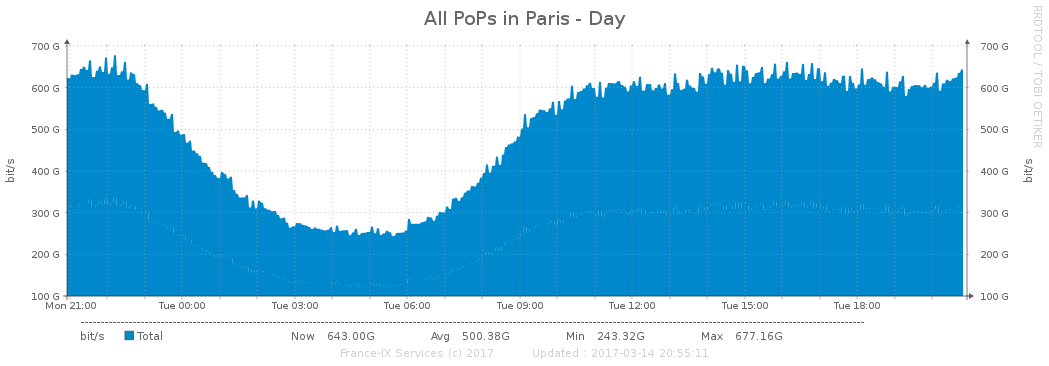 All PoPs in Paris - Day
RRDTOOL / TOBI OETIKER
700 G 700 G
600 G 600 G
500 G 500 G
400 G 400 G
300 G 300 G
200 G 200 G
100 G 100 G
bit/s bit/s
Mon 21:00 Tue 00:00 Tue 03:00 Tue 06:00 Tue 09:00 Tue 12:00 Tue 15:00 Tue 18:00
bit/s Total Now 643.00G Avg 500.38G Min 243.32G Max 677.16G
France-IX Services (c) 2017 Updated : 2017-03-14 20:55:11